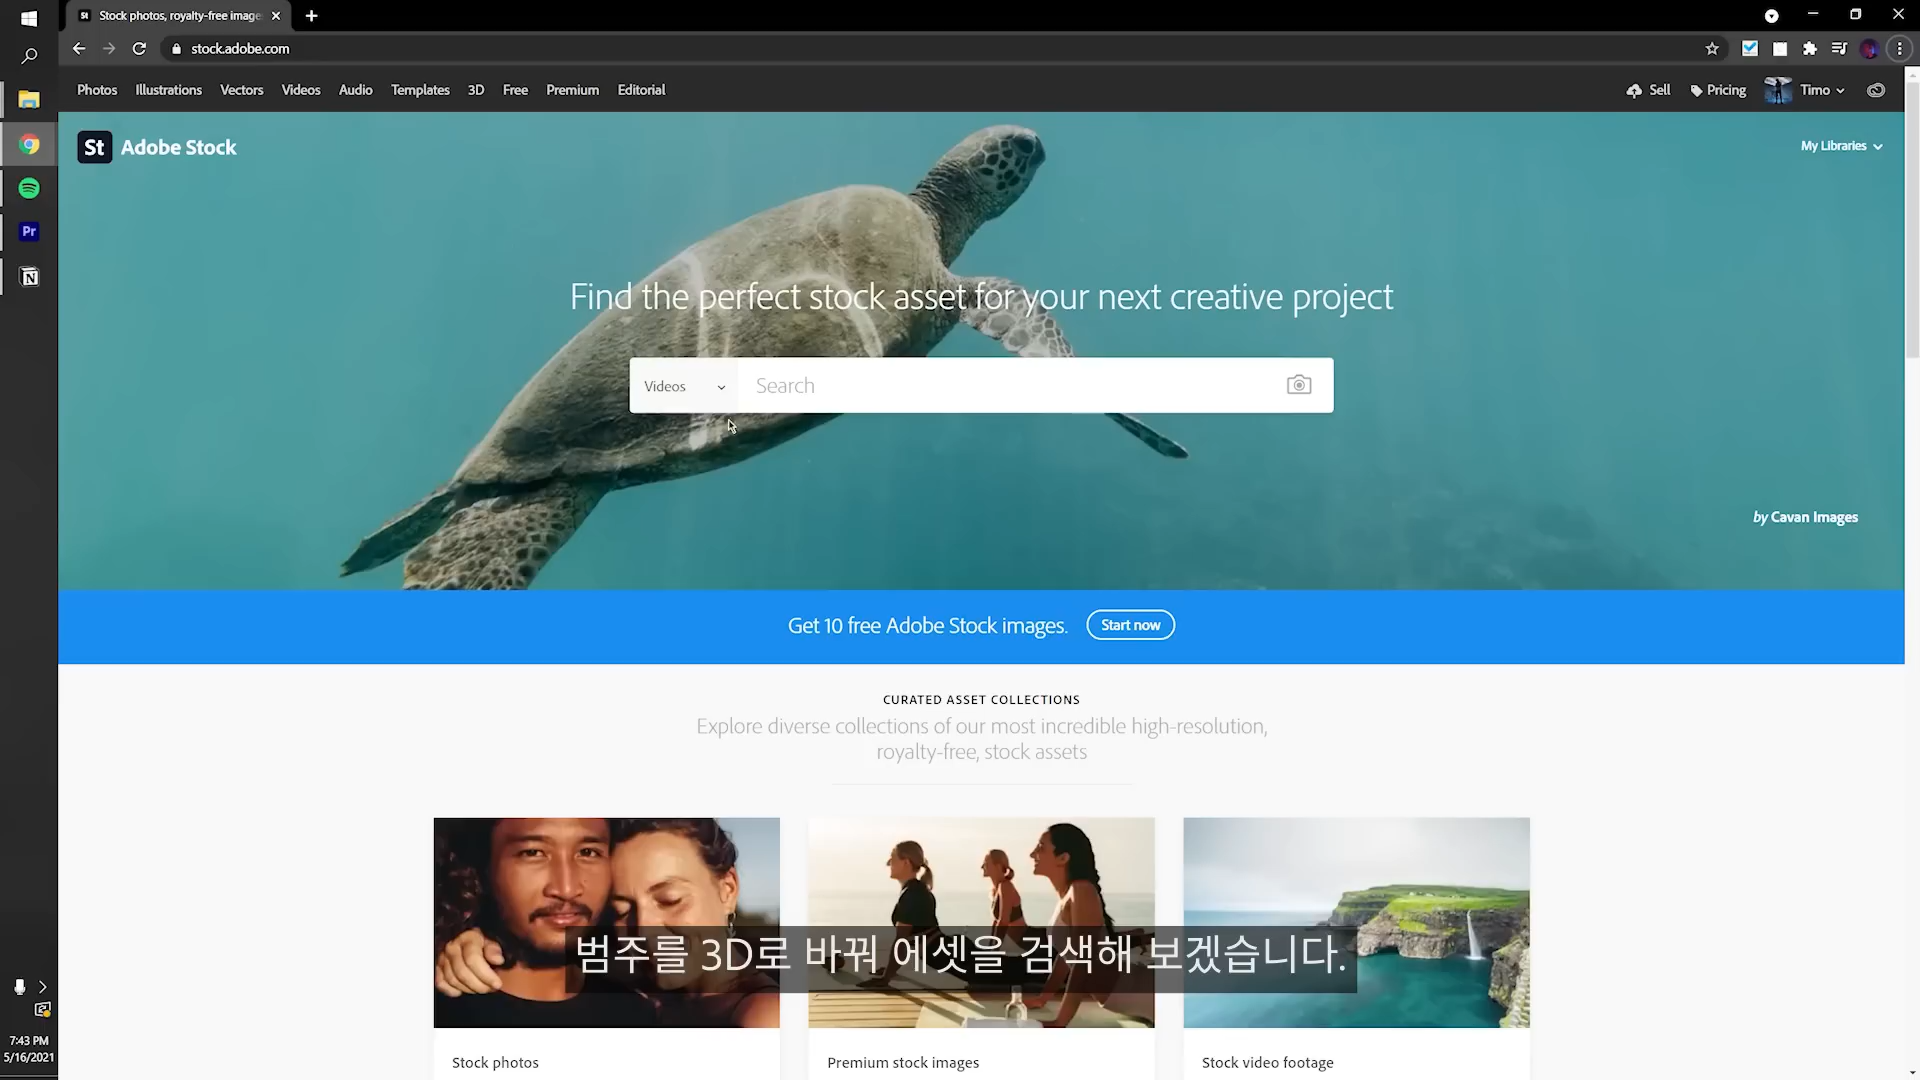 St Stock photos, royalty-free image
stock.adobe.com
Photos Illustrations Vectors Videos Audio Templates 3D Free Premium Editorial
Sell Pricing Timo
St Adobe Stock
My Libraries
Find the perfect stock asset for your next creative project
Videos Search
by Cavan Images
Get 10 free Adobe Stock images. Start now
CURATED ASSET COLLECTIONS
Explore diverse collections of our most incredible high-resolution,
royalty-free, stock assets
범주를 3D로 바꿔 에셋을 검색해 보겠습니다.
Stock photos
Premium stock images
Stock video footage
Pr
N
7:43 PM
5/16/2021